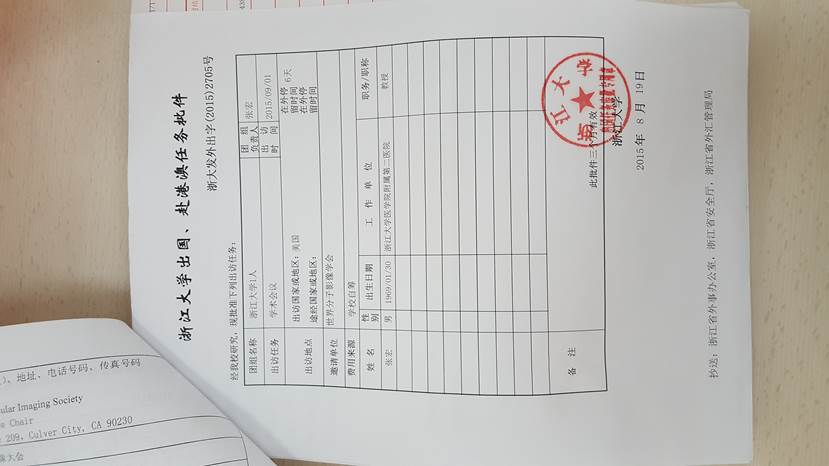 )、地址、电话号码、传真号码
Chair
ular Imaging Society
209, Culver City, CA 90230
浙江大学出国、赴港澳任务批件
浙大发外出字(2015)2705号
经我校研究，现批准下列出访任务：
团组名称 浙江大学1人 团组负责人 张宏
出访任务 学术会议 出访时间 2015/09/01
出访地点 出访国家或地区：美国 在外停留时间 6天
途经国家或地区： 在外停留时间
邀请单位 世界分子影像学会
费用来源 学校自筹
姓名 性别 出生日期 工作单位 职务/职称
张宏 男 1969/01/30 浙江大学医学院附属第二医院 教授
备注
此批件三个月有效
浙江大学
浙江大学
2015年 8 月 19日
抄送：浙江省外事办公室，浙江省安全厅，浙江省外汇管理局